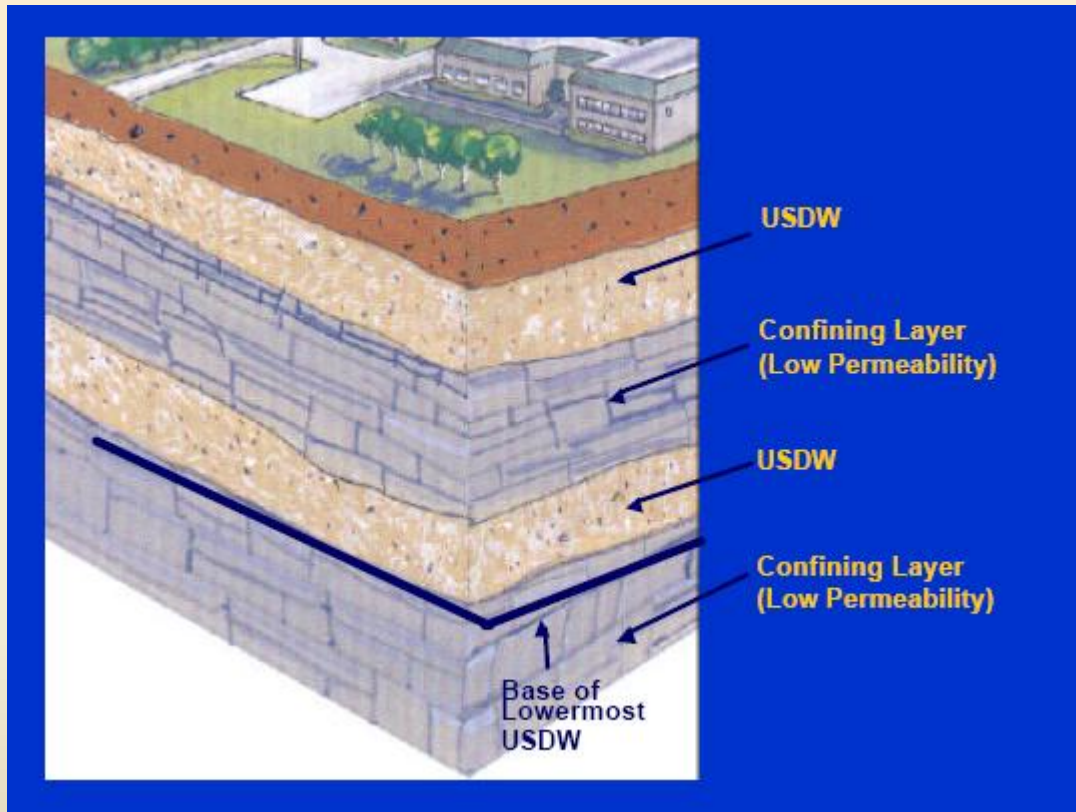 USDW
Confining Layer
(Low Permeability)
USDW
Confining Layer
(Low Permeability)
Base of
Lowermost
USDW